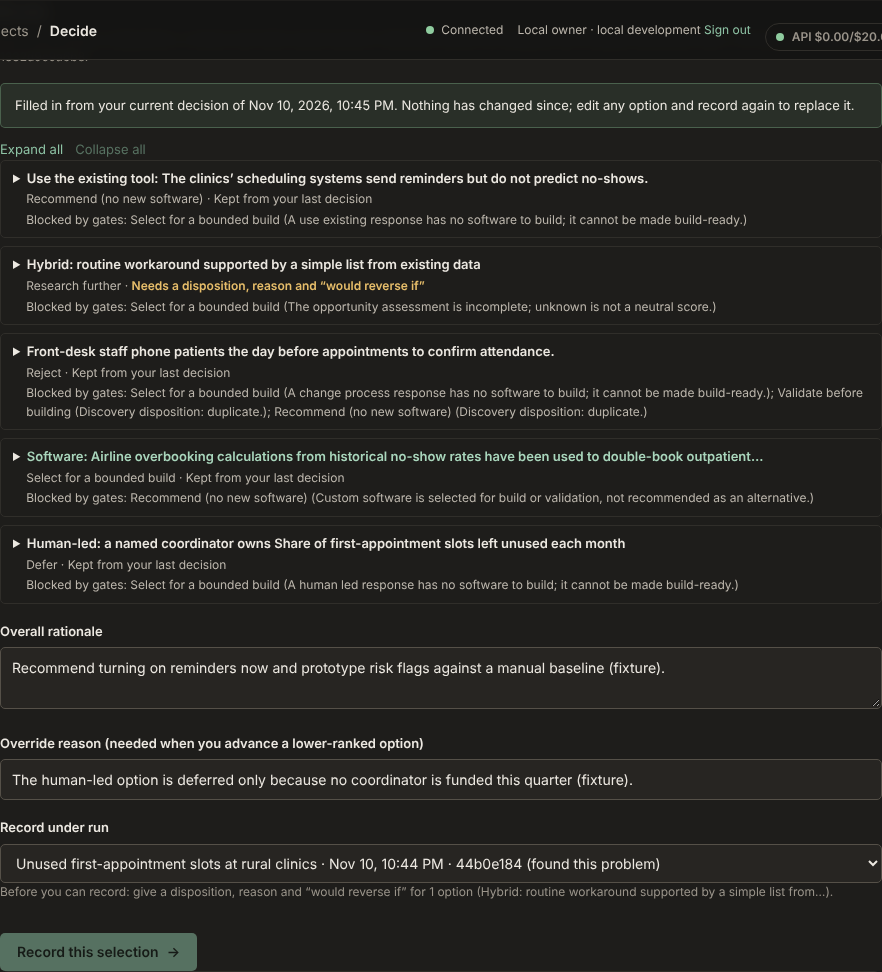 ects / Decide
Connected Local owner · local development Sign out
API $0.00/$20.
Filled in from your current decision of Nov 10, 2026, 10:45 PM. Nothing has changed since; edit any option and record again to replace it.
Expand all Collapse all
Use the existing tool: The clinics’ scheduling systems send reminders but do not predict no-shows.
Recommend (no new software) · Kept from your last decision
Blocked by gates: Select for a bounded build (A use existing response has no software to build; it cannot be made build-ready.)
Hybrid: routine workaround supported by a simple list from existing data
Research further · Needs a disposition, reason and “would reverse if”
Blocked by gates: Select for a bounded build (The opportunity assessment is incomplete; unknown is not a neutral score.)
Front-desk staff phone patients the day before appointments to confirm attendance.
Reject · Kept from your last decision
Blocked by gates: Select for a bounded build (A change process response has no software to build; it cannot be made build-ready.); Validate before
building (Discovery disposition: duplicate.); Recommend (no new software) (Discovery disposition: duplicate.)
Software: Airline overbooking calculations from historical no-show rates have been used to double-book outpatient...
Select for a bounded build · Kept from your last decision
Blocked by gates: Recommend (no new software) (Custom software is selected for build or validation, not recommended as an alternative.)
Human-led: a named coordinator owns Share of first-appointment slots left unused each month
Defer · Kept from your last decision
Blocked by gates: Select for a bounded build (A human led response has no software to build; it cannot be made build-ready.)
Overall rationale
Recommend turning on reminders now and prototype risk flags against a manual baseline (fixture).
Override reason (needed when you advance a lower-ranked option)
The human-led option is deferred only because no coordinator is funded this quarter (fixture).
Record under run
Unused first-appointment slots at rural clinics · Nov 10, 10:44 PM · 44b0e184 (found this problem)
Before you can record: give a disposition, reason and “would reverse if” for 1 option (Hybrid: routine workaround supported by a simple list from...).
Record this selection →